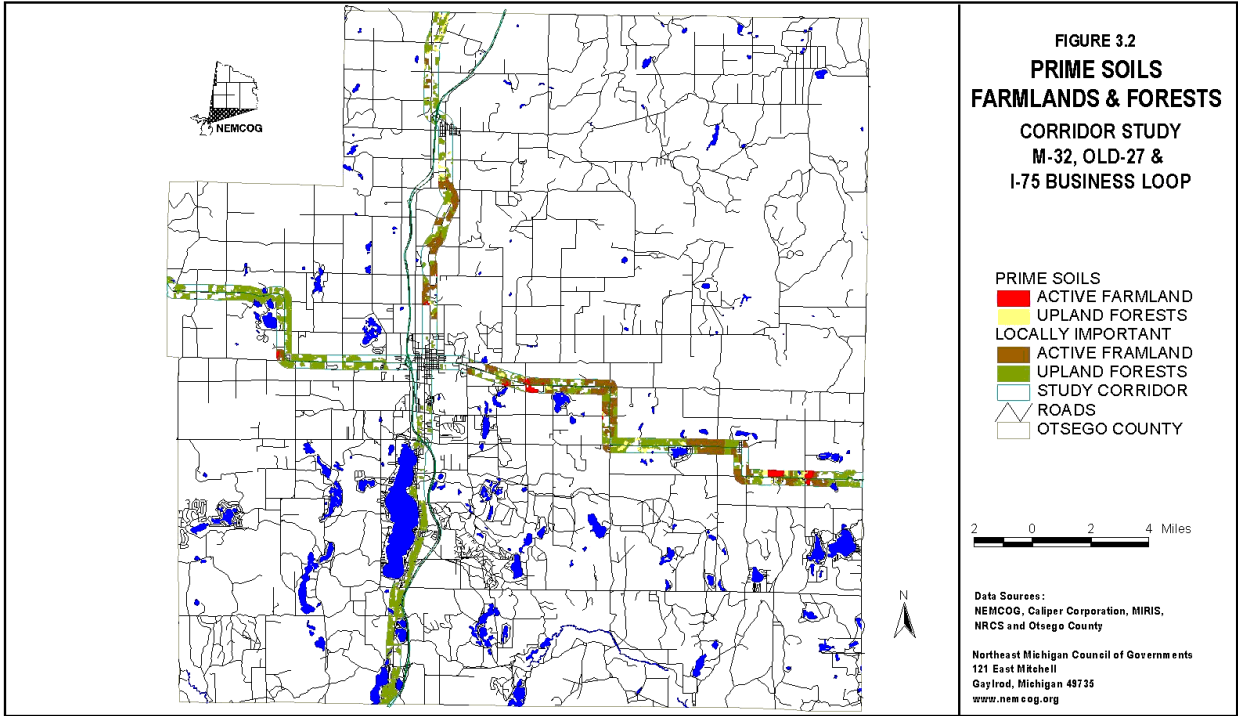 NEMCOG
FIGURE 3.2
PRIME SOILS
FARMLANDS & FORESTS
CORRIDOR STUDY
M-32, OLD-27 &
I-75 BUSINESS LOOP
PRIME SOILS
ACTIVE FARMLAND
UPLAND FORESTS
LOCALLY IMPORTANT
ACTIVE FRAMLAND
UPLAND FORESTS
STUDY CORRIDOR
ROADS
OTSEGO COUNTY
2 0 2 4 Miles
N
Data Sources:
NEMCOG, Caliper Corporation, MIRIS,
NRCS and Otsego County
Northeast Michigan Council of Governments
121 East Mitchell
Gaylrod, Michigan 49735
www.nemcog.org